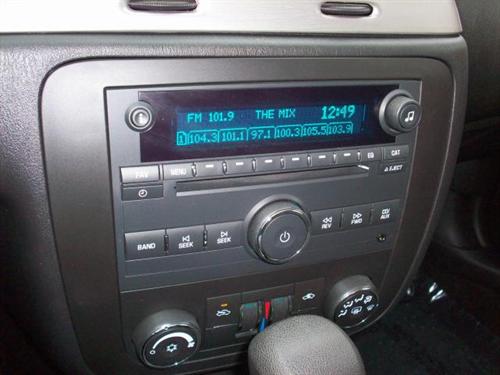 FM 101.9 THE MIX 12:49
1 104.3 101.1 97.1 100.3 105.5 103.9
FAV MENU EQ CAT
EJECT
BAND SEEK SEEK REV FWD CD/AUX